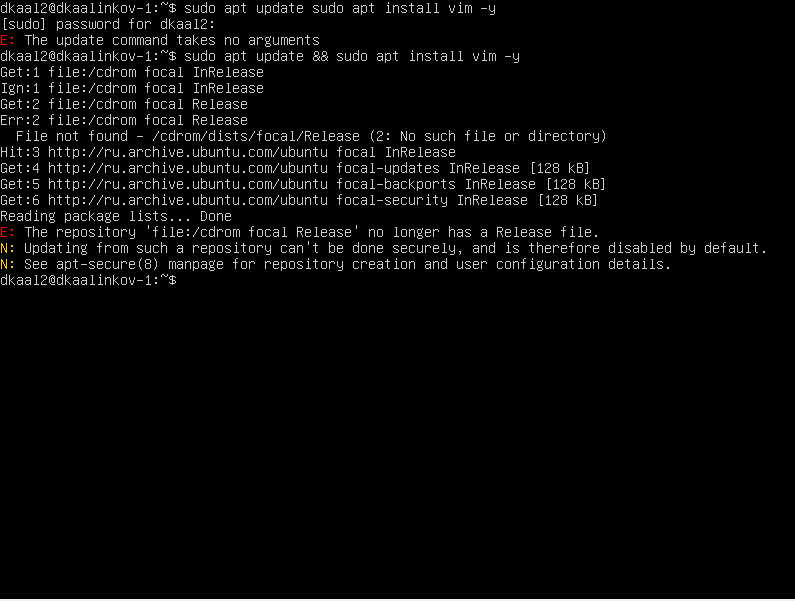 dkaal2@dkaalinkov-1:~$ sudo apt update sudo apt install vim -y
[sudo] password for dkaal2:
E: The update command takes no arguments
dkaal2@dkaalinkov-1:~$ sudo apt update && sudo apt install vim -y
Get:1 file:/cdrom focal InRelease
Ign:1 file:/cdrom focal InRelease
Get:2 file:/cdrom focal Release
Err:2 file:/cdrom focal Release
  File not found - /cdrom/dists/focal/Release (2: No such file or directory)
Hit:3 http://ru.archive.ubuntu.com/ubuntu focal InRelease
Get:4 http://ru.archive.ubuntu.com/ubuntu focal-updates InRelease [128 kB]
Get:5 http://ru.archive.ubuntu.com/ubuntu focal-backports InRelease [128 kB]
Get:6 http://ru.archive.ubuntu.com/ubuntu focal-security InRelease [128 kB]
Reading package lists... Done
E: The repository 'file:/cdrom focal Release' no longer has a Release file.
N: Updating from such a repository can't be done securely, and is therefore disabled by default.
N: See apt-secure(8) manpage for repository creation and user configuration details.
dkaal2@dkaalinkov-1:~$